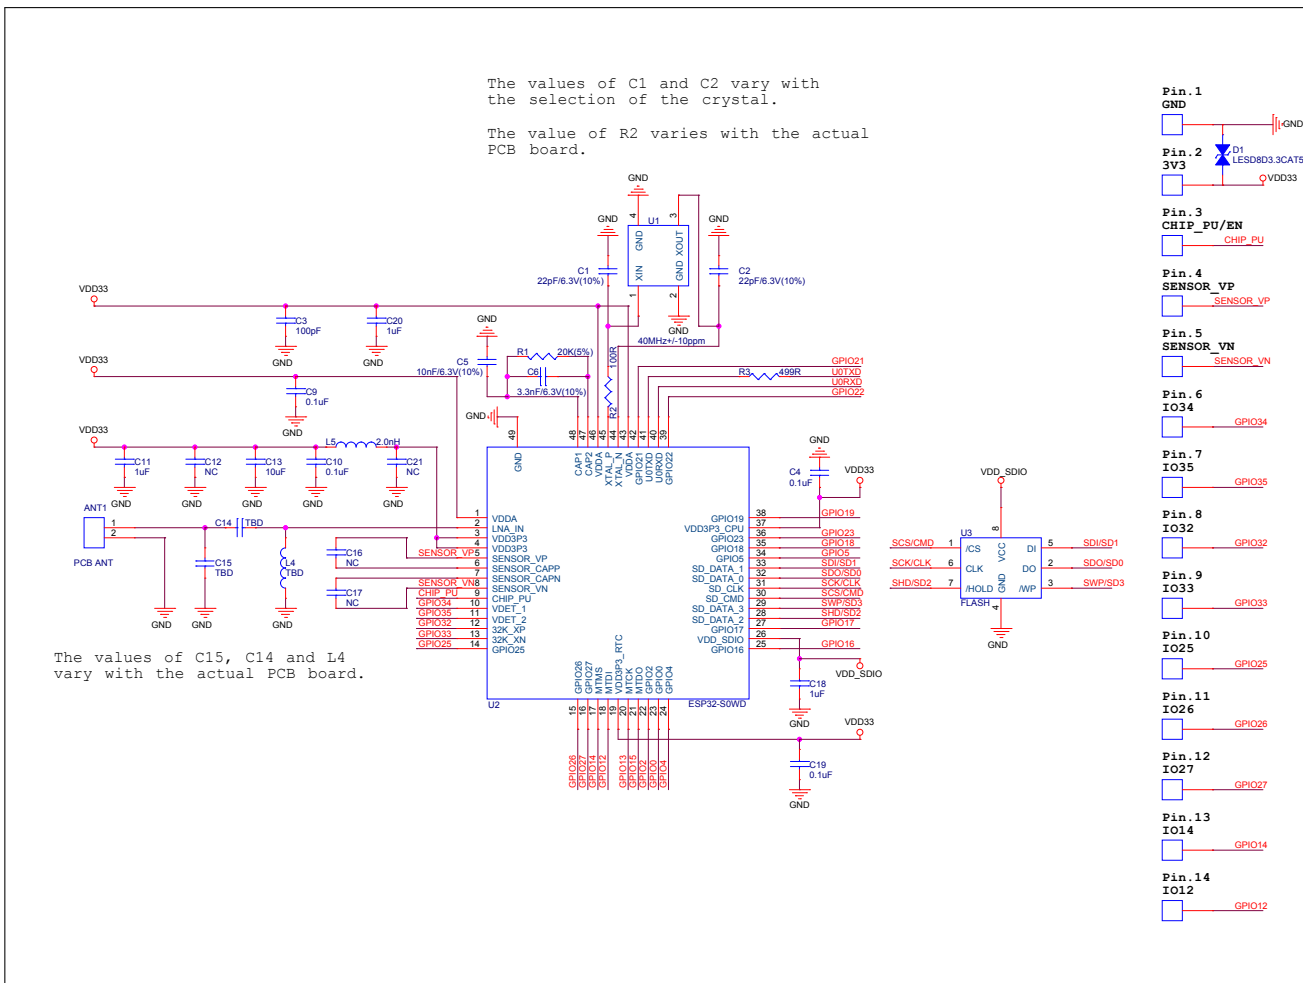 The values of C1 and C2 vary with
the selection of the crystal.
The value of R2 varies with the actual
PCB board.
Pin.1
GND
GND
D1
LESD8D3.3CAT5
Pin.2
3V3
VDD33
Pin.3
CHIP_PU/EN
CHIP_PU
Pin.4
SENSOR_VP
SENSOR_VP
Pin.5
SENSOR_VN
SENSOR_VN
Pin.6
IO34
GPIO34
Pin.7
IO35
GPIO35
Pin.8
IO32
GPIO32
Pin.9
IO33
GPIO33
Pin.10
IO25
GPIO25
Pin.11
IO26
GPIO26
Pin.12
IO27
GPIO27
Pin.13
IO14
GPIO14
Pin.14
IO12
GPIO12
GND
GND
GND
U1
4
3
GND
XOUT
XIN
GND
1
2
C1
22pF/6.3V(10%)
C2
22pF/6.3V(10%)
GND
40MHz+/-10ppm
VDD33
C3
100pF
GND
C20
1uF
GND
GND
C5
10nF/6.3V(10%)
R1
20K(5%)
C6
3.3nF/6.3V(10%)
100R
R2
R3
499R
GPIO21
U0TXD
U0RXD
GPIO22
VDD33
C9
0.1uF
GND
VDD33
C11
1uF
GND
C12
NC
GND
C13
10uF
GND
C10
0.1uF
GND
L5
2.0nH
C21
NC
GND
ANT1
1
2
PCB ANT
GND
C14
TBD
C15
TBD
GND
L4
TBD
GND
C16
NC
C17
NC
The values of C15, C14 and L4
vary with the actual PCB board.
GND
49
GND
48
CAP1
47
CAP2
46
VDDA
45
XTAL_P
44
XTAL_N
43
VDDA
42
GPIO21
41
U0TXD
40
U0RXD
39
GPIO22
1
VDDA
2
LNA_IN
3
VDD3P3
4
VDD3P3
SENSOR_VP
5
SENSOR_VP
6
SENSOR_CAPP
7
SENSOR_CAPN
SENSOR_VN
8
SENSOR_VN
CHIP_PU
9
CHIP_PU
GPIO34
10
VDET_1
GPIO35
11
VDET_2
GPIO32
12
32K_XP
GPIO33
13
32K_XN
GPIO25
14
GPIO25
GPIO19
38
GPIO19
VDD3P3_CPU
37
GPIO23
36
GPIO23
GPIO18
35
GPIO18
GPIO5
34
GPIO5
SD_DATA_1
33
SDI/SD1
SD_DATA_0
32
SDO/SD0
SD_CLK
31
SCK/CLK
SD_CMD
30
SCS/CMD
SD_DATA_3
29
SWP/SD3
SD_DATA_2
28
SHD/SD2
GPIO17
27
GPIO17
VDD_SDIO
26
GPIO16
25
GPIO16
GPIO26
GPIO27
MTMS
MTDI
VDD3P3_RTC
MTCK
MTDO
GPIO2
GPIO0
GPIO4
U2
ESP32-S0WD
15
16
17
18
19
20
21
22
23
24
GPIO26
GPIO27
GPIO14
GPIO12
GPIO13
GPIO15
GPIO2
GPIO0
GPIO4
GND
C4
0.1uF
VDD33
VDD_SDIO
C18
1uF
GND
VDD33
C19
0.1uF
GND
VDD_SDIO
U3
8
VCC
SCS/CMD
1
/CS
DI
5
SDI/SD1
SCK/CLK
6
CLK
DO
2
SDO/SD0
SHD/SD2
7
/HOLD
/WP
3
SWP/SD3
GND
4
FLASH
GND